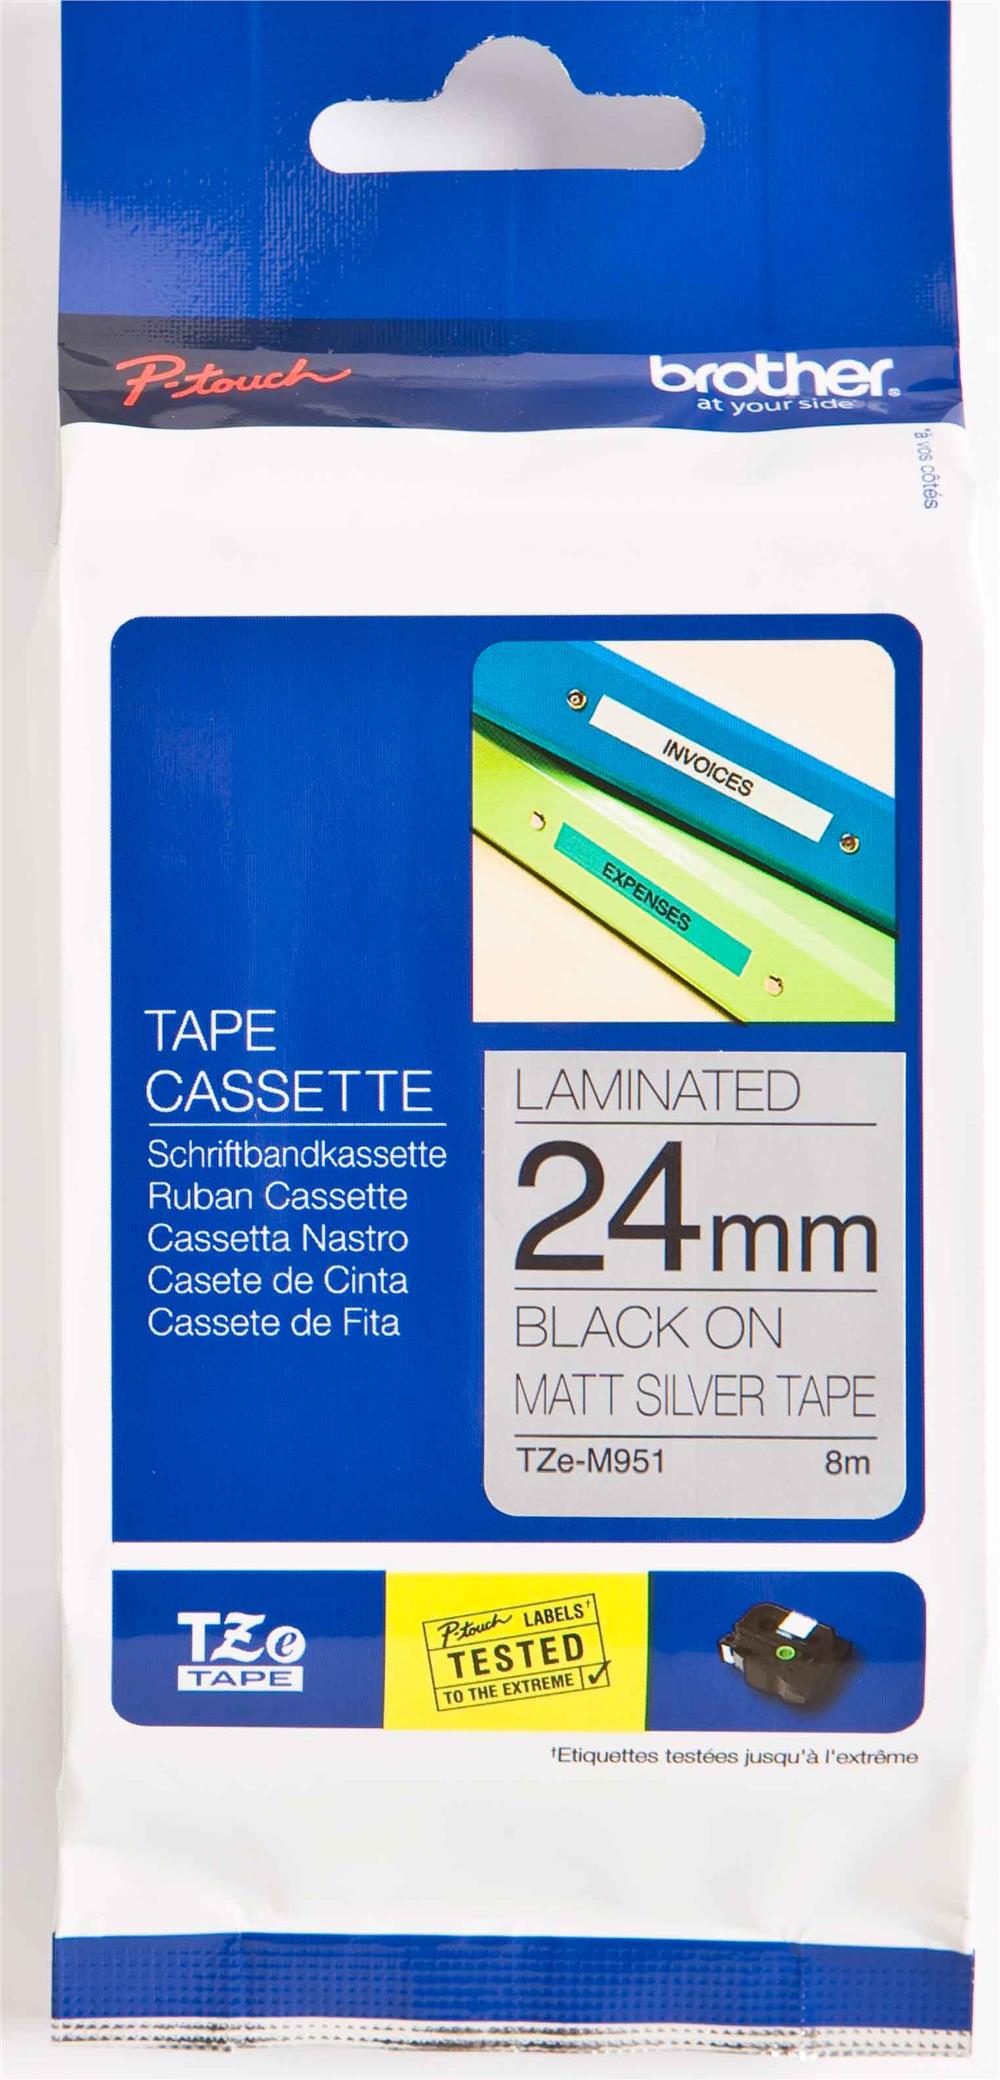 P-touch
brother
at your side
*à vos côtés
INVOICES
EXPENSES
TAPE
CASSETTE
Schriftbandkassette
Ruban Cassette
Cassetta Nastro
Casete de Cinta
Cassete de Fita
LAMINATED
24mm
BLACK ON
MATT SILVER TAPE
TZe-M951 8m
TZe
TAPE
P-touch LABELS†
TESTED
TO THE EXTREME
†Etiquettes testées jusqu'à l'extrême